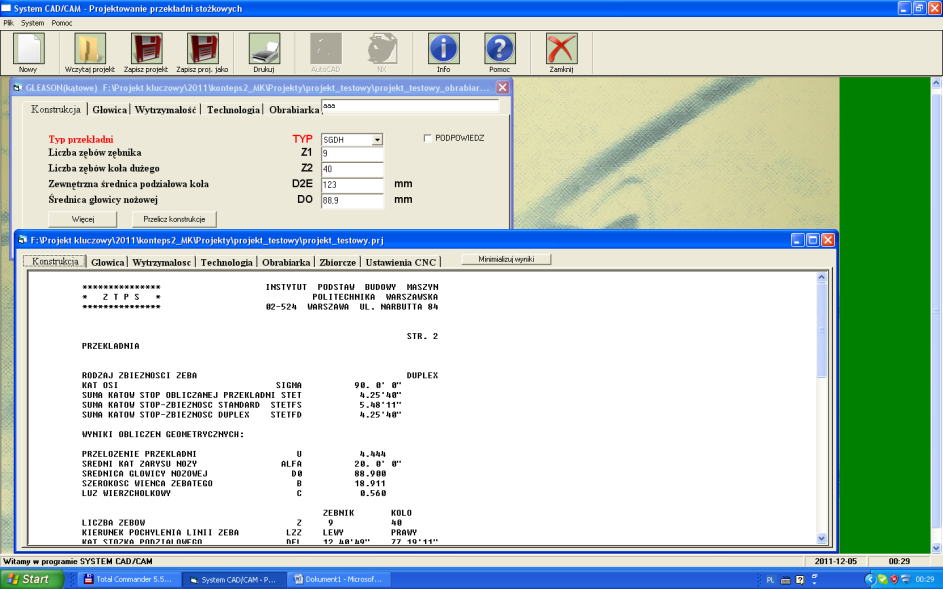 System CAD/CAM - Projektowanie przekładni stożkowych
Plik System Pomoc
Nowy Wczytaj projekt Zapisz projekt Zapisz proj. jako Drukuj AutoCAD NX Info Pomoc Zamknij
GLEASON(kątowe) F:\Projekt kluczowy\2011\konteps2_MK\Projekty\projekt_testowy\projekt_testowy_obrabiar...
Konstrukcja Głowica Wytrzymałość Technologia Obrabiarka aaa
Typ przekładni TYP SGDH PODPOWIEDZ
Liczba zębów zębnika Z1 9
Liczba zębów koła dużego Z2 40
Zewnętrzna średnica podziałowa koła D2E 123 mm
Średnica głowicy nożowej DO 88,9 mm
Więcej Przelicz konstrukcje
F:\Projekt kluczowy\2011\konteps2_MK\Projekty\projekt_testowy\projekt_testowy.prj
Konstrukcja Glowica Wytrzymalosc Technologia Obrabiarka Zbiorcze Ustawienia CNC Minimalizuj wyniki
*************** INSTYTUT PODSTAW BUDOWY MASZYN
* Z T P S * POLITECHNIKA WARSZAWSKA
*************** 02-524 WARSZAWA UL. NARBUTTA 84
STR. 2
PRZEKLADNIA
RODZAJ ZBIEZNOSCI ZEBA DUPLEX
KAT OSI SIGMA 90. 0' 0"
SUMA KATOW STOP OBLICZANEJ PRZEKLADNI STET 4.25'40"
SUMA KATOW STOP-ZBIEZNOSC STANDARD STETFS 5.48'11"
SUMA KATOW STOP-ZBIEZNOSC DUPLEX STETFD 4.25'40"
WYNIKI OBLICZEN GEOMETRYCZNYCH:
PRZELOZENIE PRZEKLADNI U 4.444
SREDNI KAT ZARYSU NOZY ALFA 20. 0' 0"
SREDNICA GLOWICY NOZOWEJ D0 88.900
SZEROKOSC WIENCA ZEBATEGO B 18.911
LUZ WIERZCHOLKOWY C 0.560
ZEBNIK KOLO
LICZBA ZEBOW Z 9 40
KIERUNEK POCHYLENIA LINII ZEBA LZZ LEWY PRAWY
KAT STOZKA PODZIALOWEGO DEL 12.40'49" 77.19'11"
Witamy w programie SYSTEM CAD/CAM 2011-12-05 00:29
Start Total Commander 5.5... System CAD/CAM - P... Dokument1 - Microsof... PL 00:29